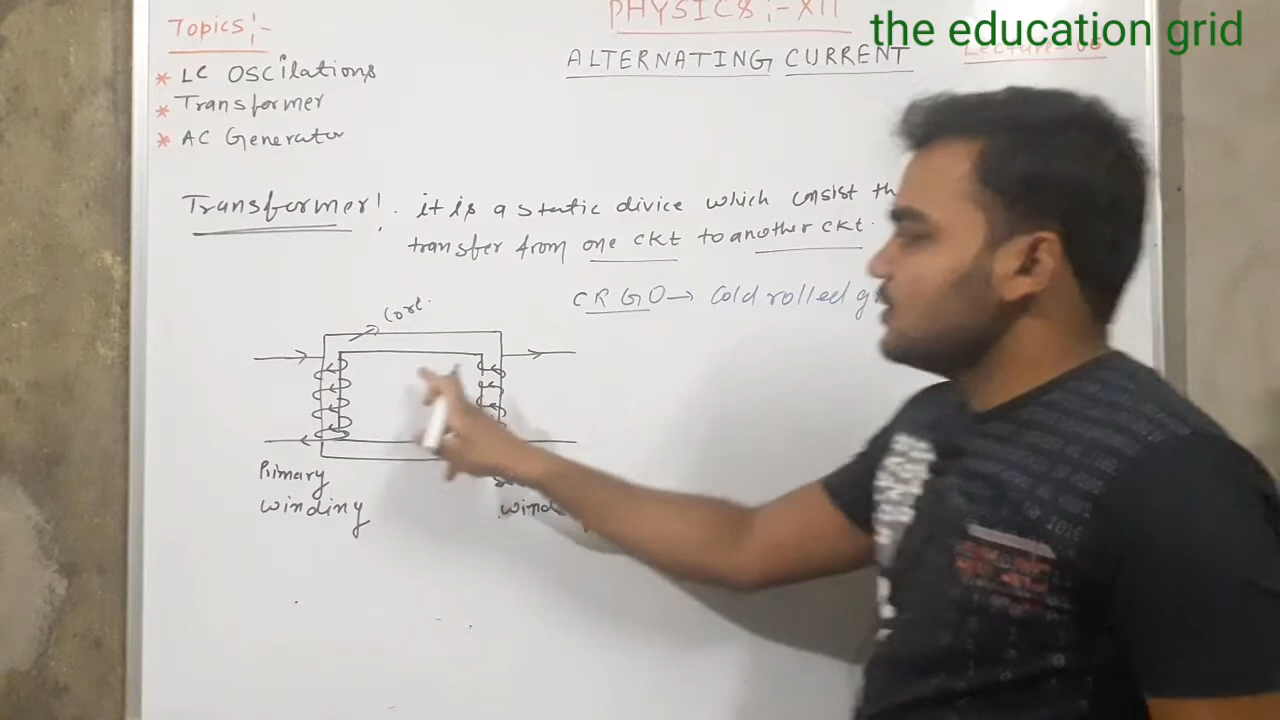 Topics:-
PHYSICS:- XII
the education grid
* LC OSCilations
ALTERNATING CURRENT
* Transformer
* AC Generator
Transformer!. it is a static divice which consist
transfer from one ckt to another ckt.
CRGO→ Cold rolled
Core.
Primary
winding